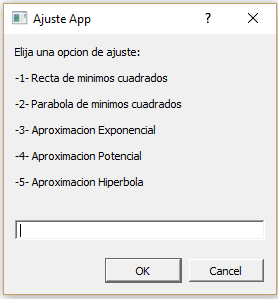 Ajuste App
?
Elija una opcion de ajuste:
-1- Recta de minimos cuadrados
-2- Parabola de minimos cuadrados
-3- Aproximacion Exponencial
-4- Aproximacion Potencial
-5- Aproximacion Hiperbola
OK Cancel